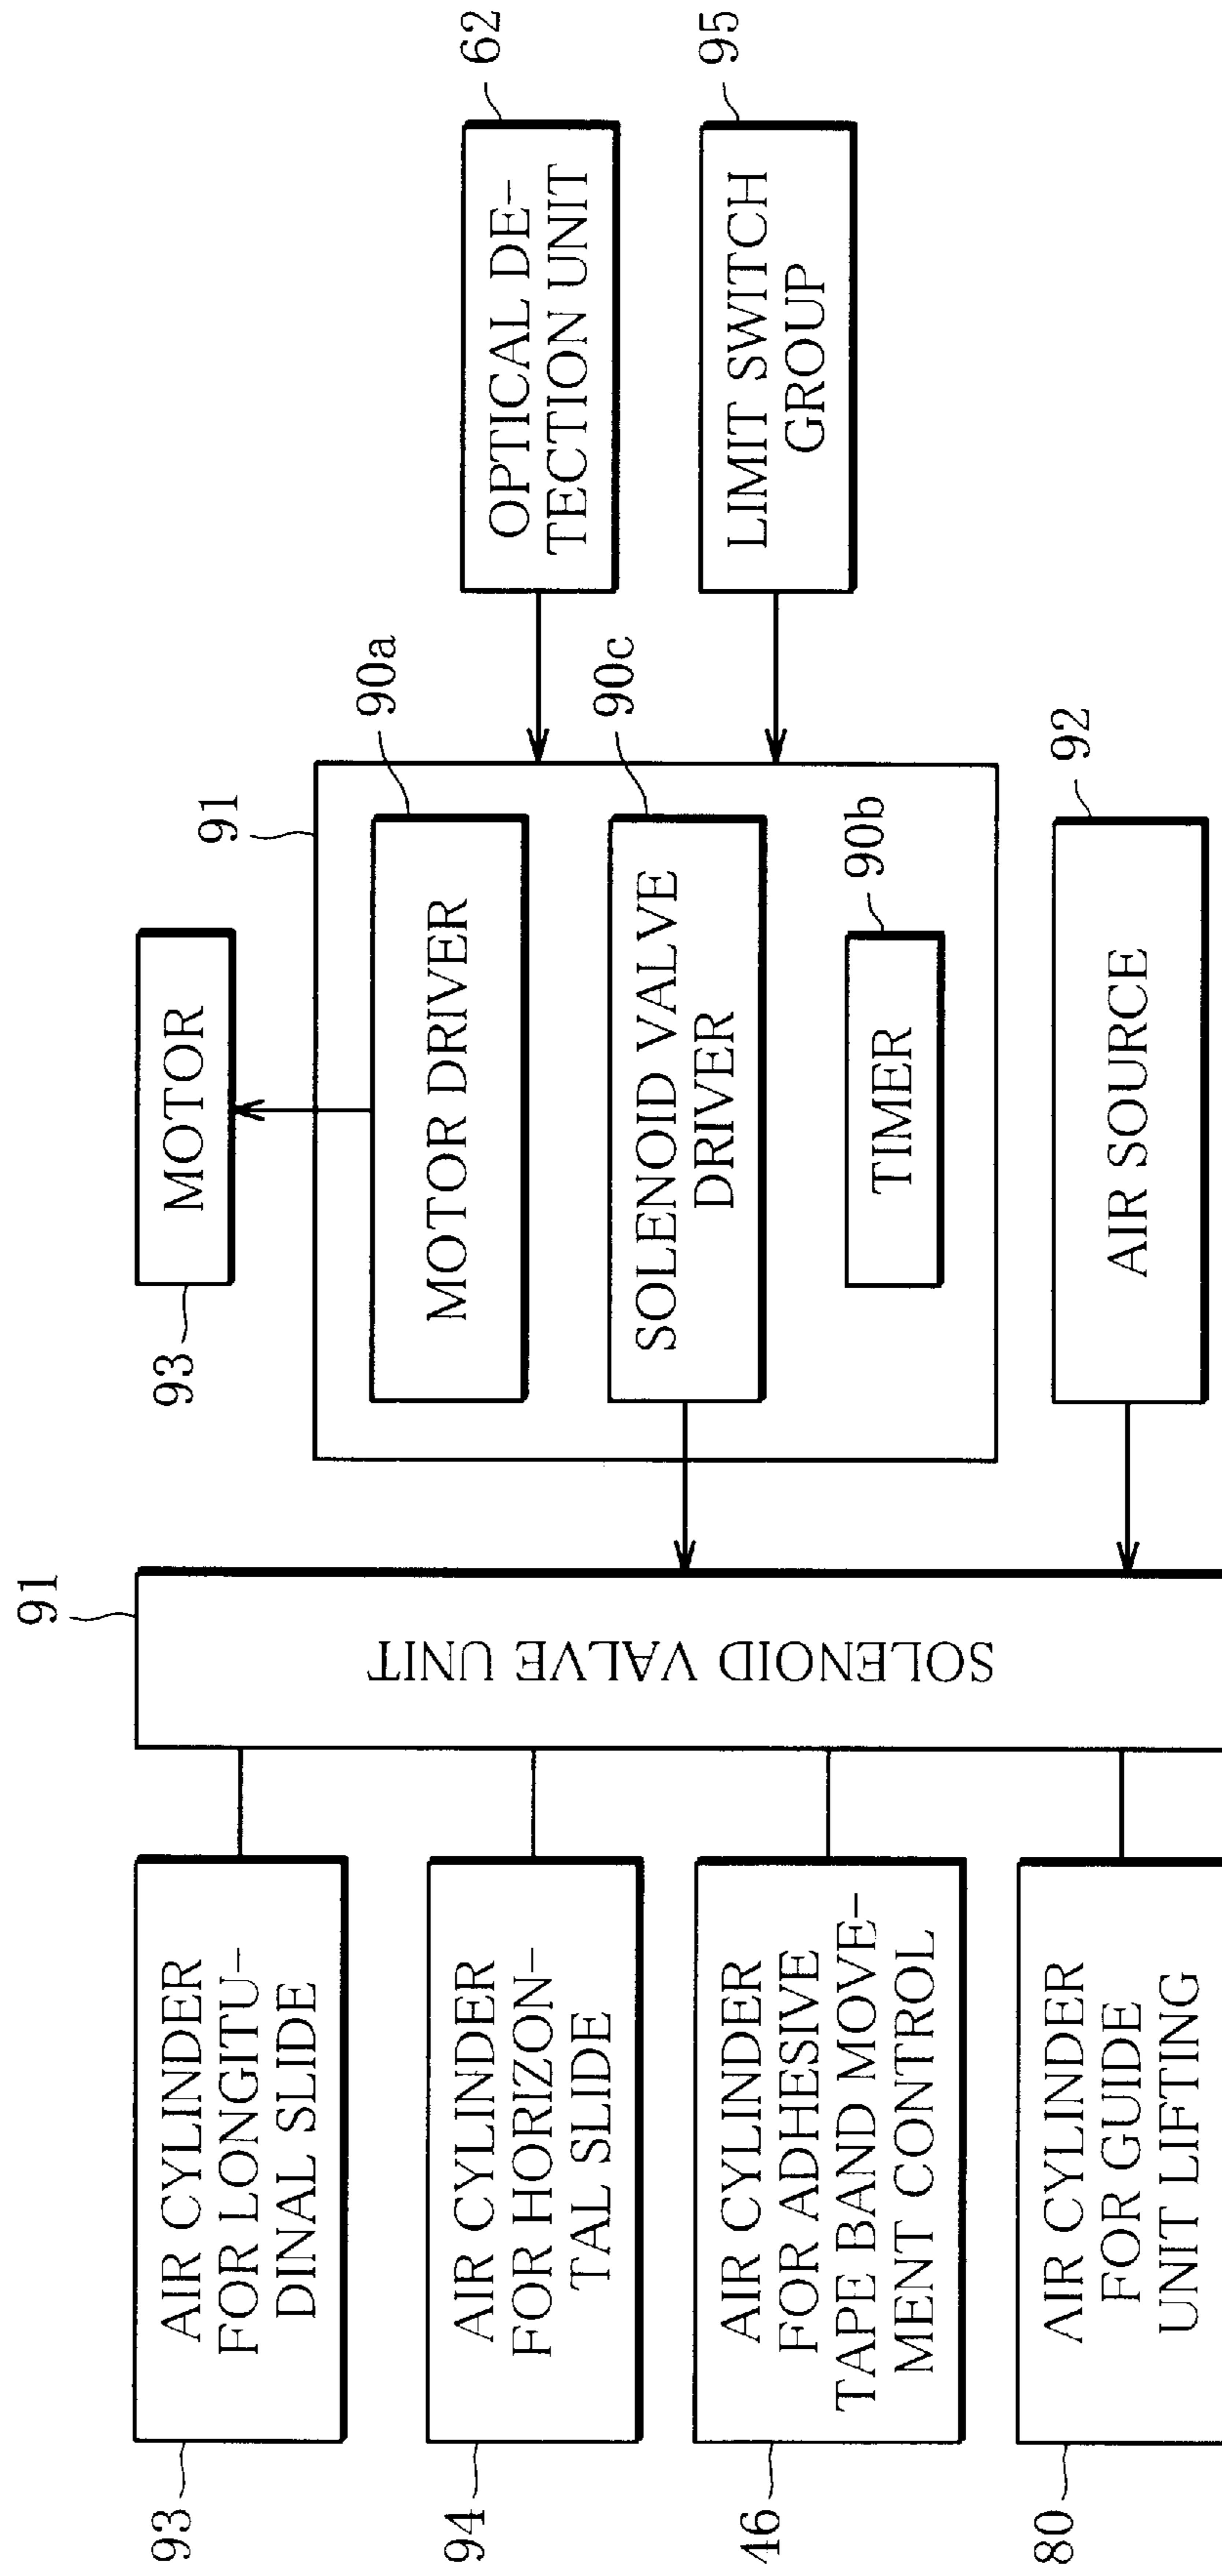 93
AIR CYLINDER
FOR LONGITU-
DINAL SLIDE
94
AIR CYLINDER
FOR HORIZON-
TAL SLIDE
46
AIR CYLINDER
FOR ADHESIVE
TAPE BAND MOVE-
MENT CONTROL
80
AIR CYLINDER
FOR GUIDE
UNIT LIFTING
91
SOLENOID VALVE UNIT
93
MOTOR
91
90a
MOTOR DRIVER
90c
SOLENOID VALVE
DRIVER
90b
TIMER
92
AIR SOURCE
62
OPTICAL DE-
TECTION UNIT
95
LIMIT SWITCH
GROUP